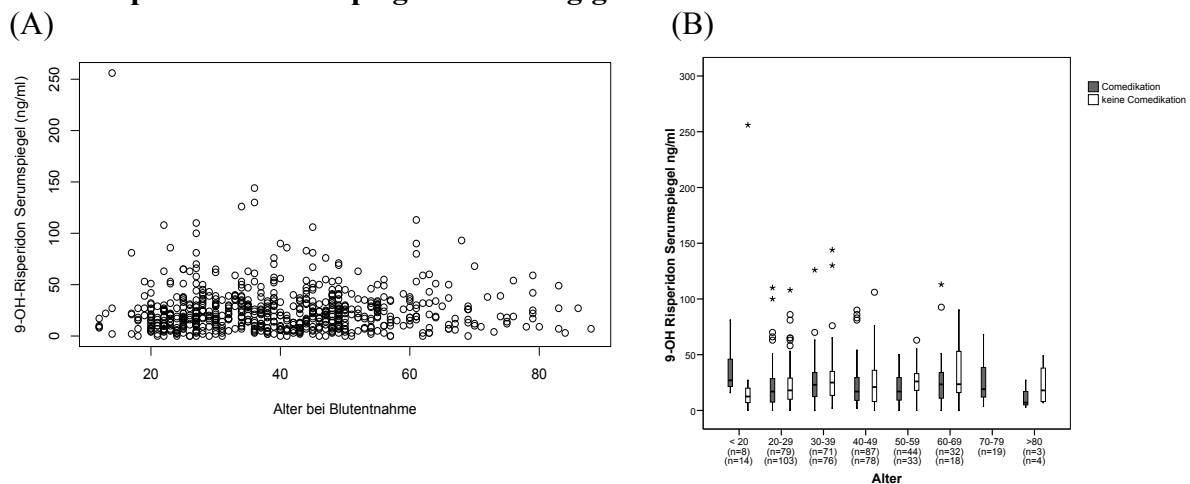 (A)
(B)
9-OH-Risperidon Serumspiegel (ng/ml)
250
200
150
100
50
0
20
40
60
80
Alter bei Blutentnahme
Comedikation
keine Comedikation
9-OH Risperidon Serumspiegel ng/ml
300
250
200
150
100
50
0
< 20 20-29 30-39 40-49 50-59 60-69 70-79 >80
(n=8) (n=79) (n=71) (n=87) (n=44) (n=32) (n=19) (n=3)
(n=14) (n=103) (n=76) (n=78) (n=33) (n=18) (n=4)
Alter